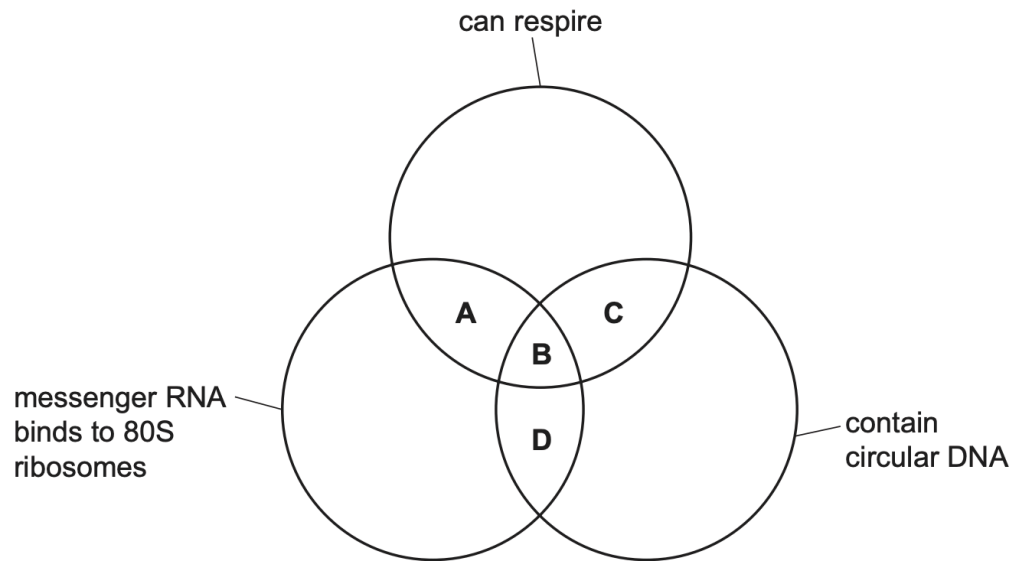 can respire
A
C
B
messenger RNA
binds to 80S
ribosomes
D
contain
circular DNA